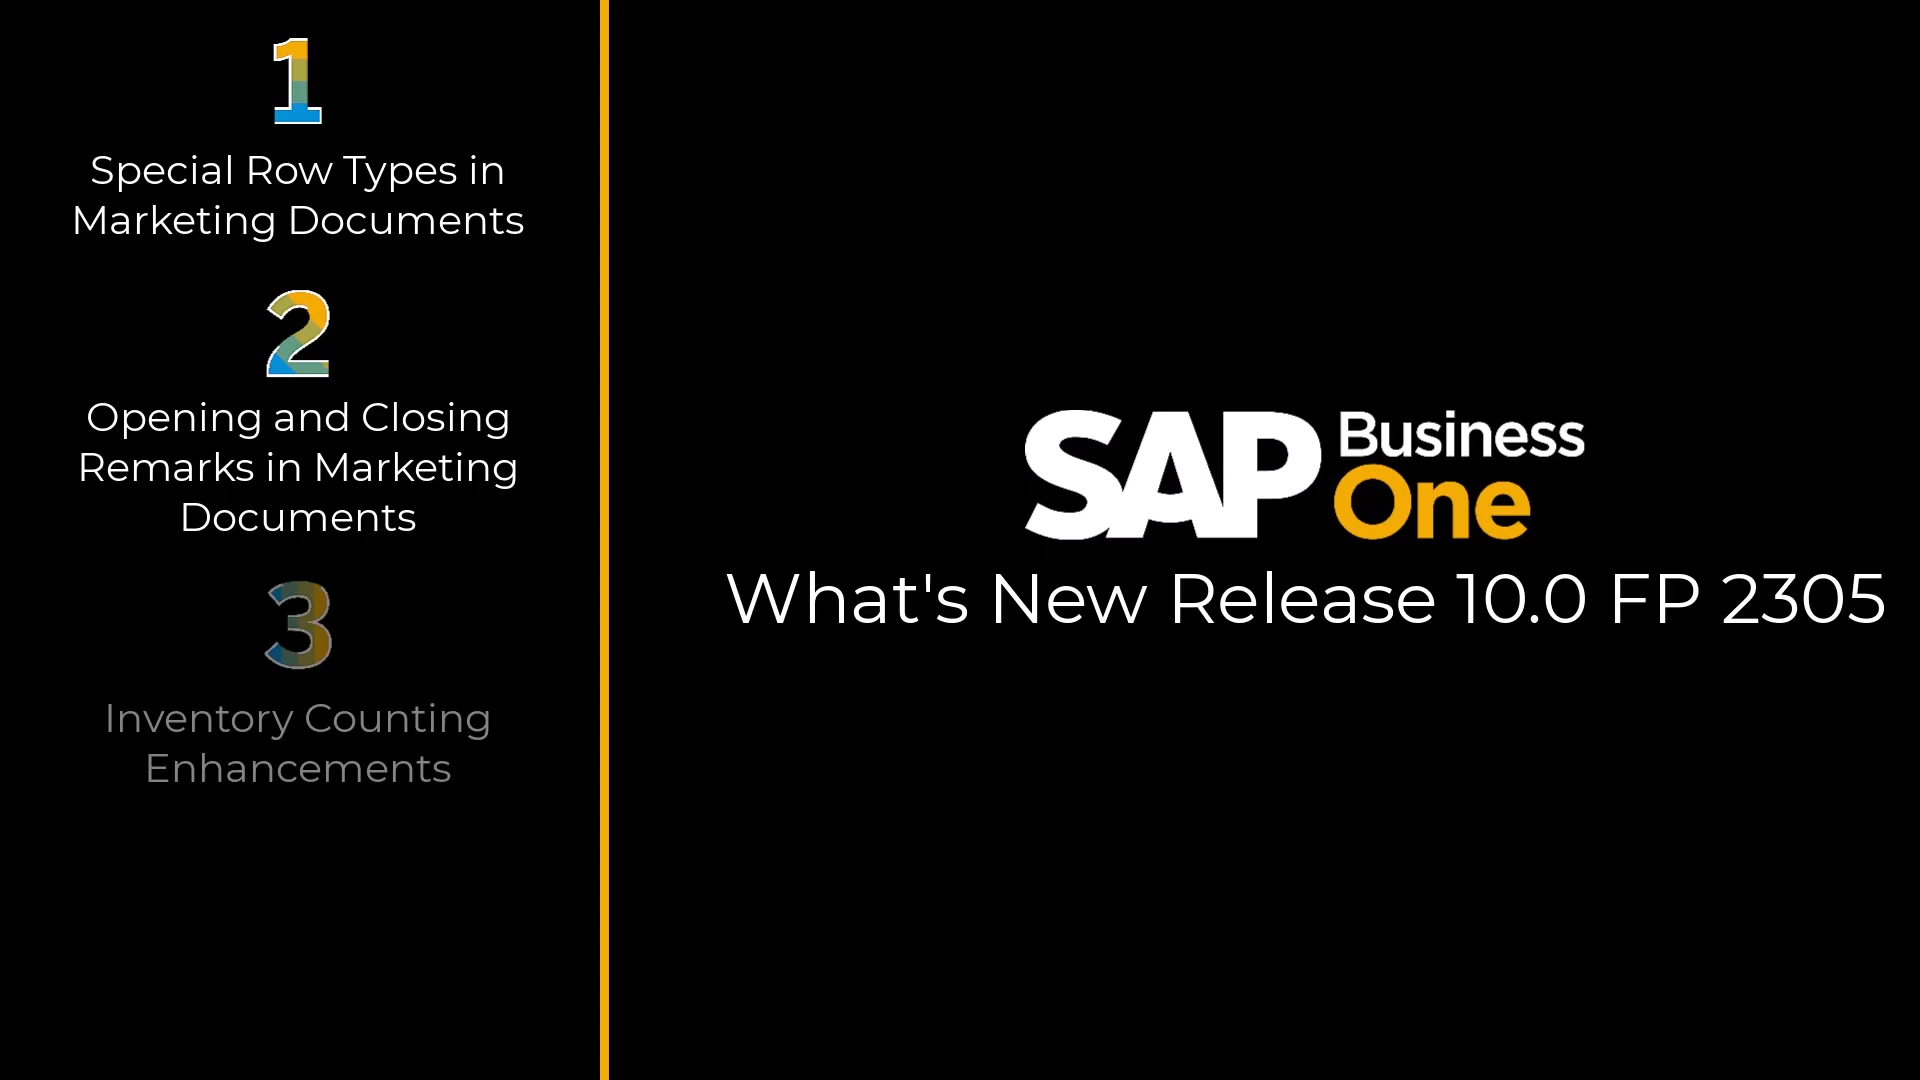 1
Special Row Types in
Marketing Documents
2
Opening and Closing
Remarks in Marketing
Documents
3
Inventory Counting
Enhancements
SAP Business
One
What's New Release 10.0 FP 2305